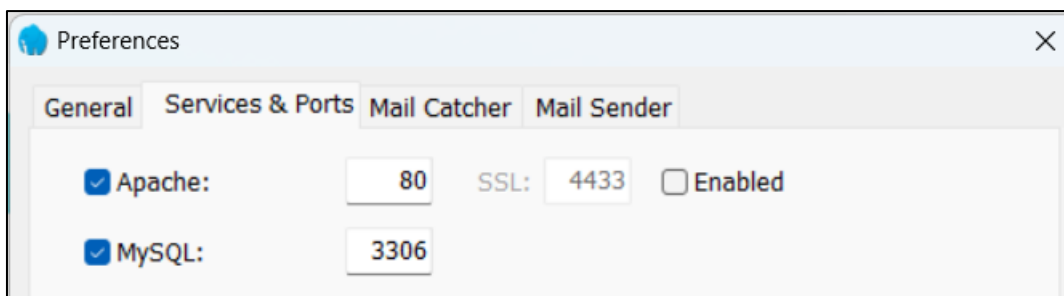 Preferences
General Services & Ports Mail Catcher Mail Sender
Apache: 80 SSL: 4433 Enabled
MySQL: 3306